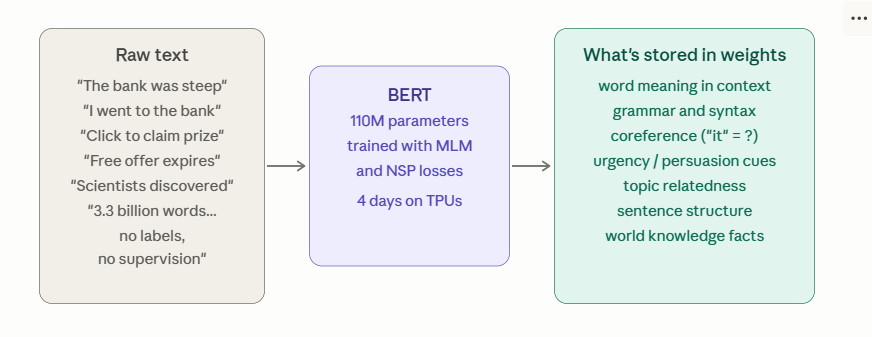 Raw text
"The bank was steep"
"I went to the bank"
"Click to claim prize"
"Free offer expires"
"Scientists discovered"
"3.3 billion words...
no labels,
no supervision"
BERT
110M parameters
trained with MLM
and NSP losses
4 days on TPUs
What's stored in weights
word meaning in context
grammar and syntax
coreference ("it" = ?)
urgency / persuasion cues
topic relatedness
sentence structure
world knowledge facts